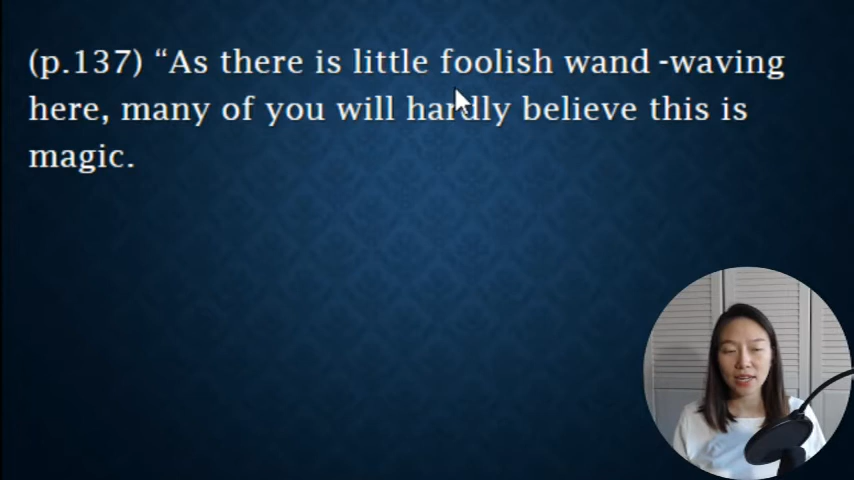 (p.137) “As there is little foolish wand -waving
here, many of you will hardly believe this is
magic.